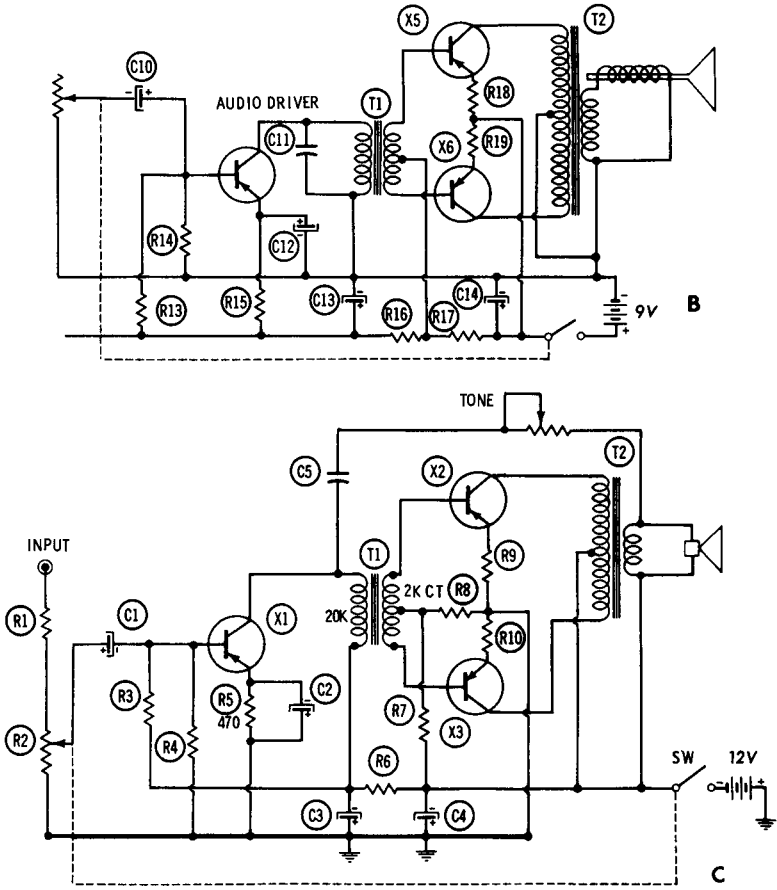 X5
T2
C10
AUDIO DRIVER
T1
R18
C11
X6
R19
R14
C12
R13
R15
C13
R16
R17
C14
- 9V +
B
TONE
T2
C5
X2
INPUT
T1
R9
2K CT
R8
R1
C1
X1
20K
R10
R3
R5
470
C2
R2
R4
R7
X3
R6
SW
12V
C3
C4
C